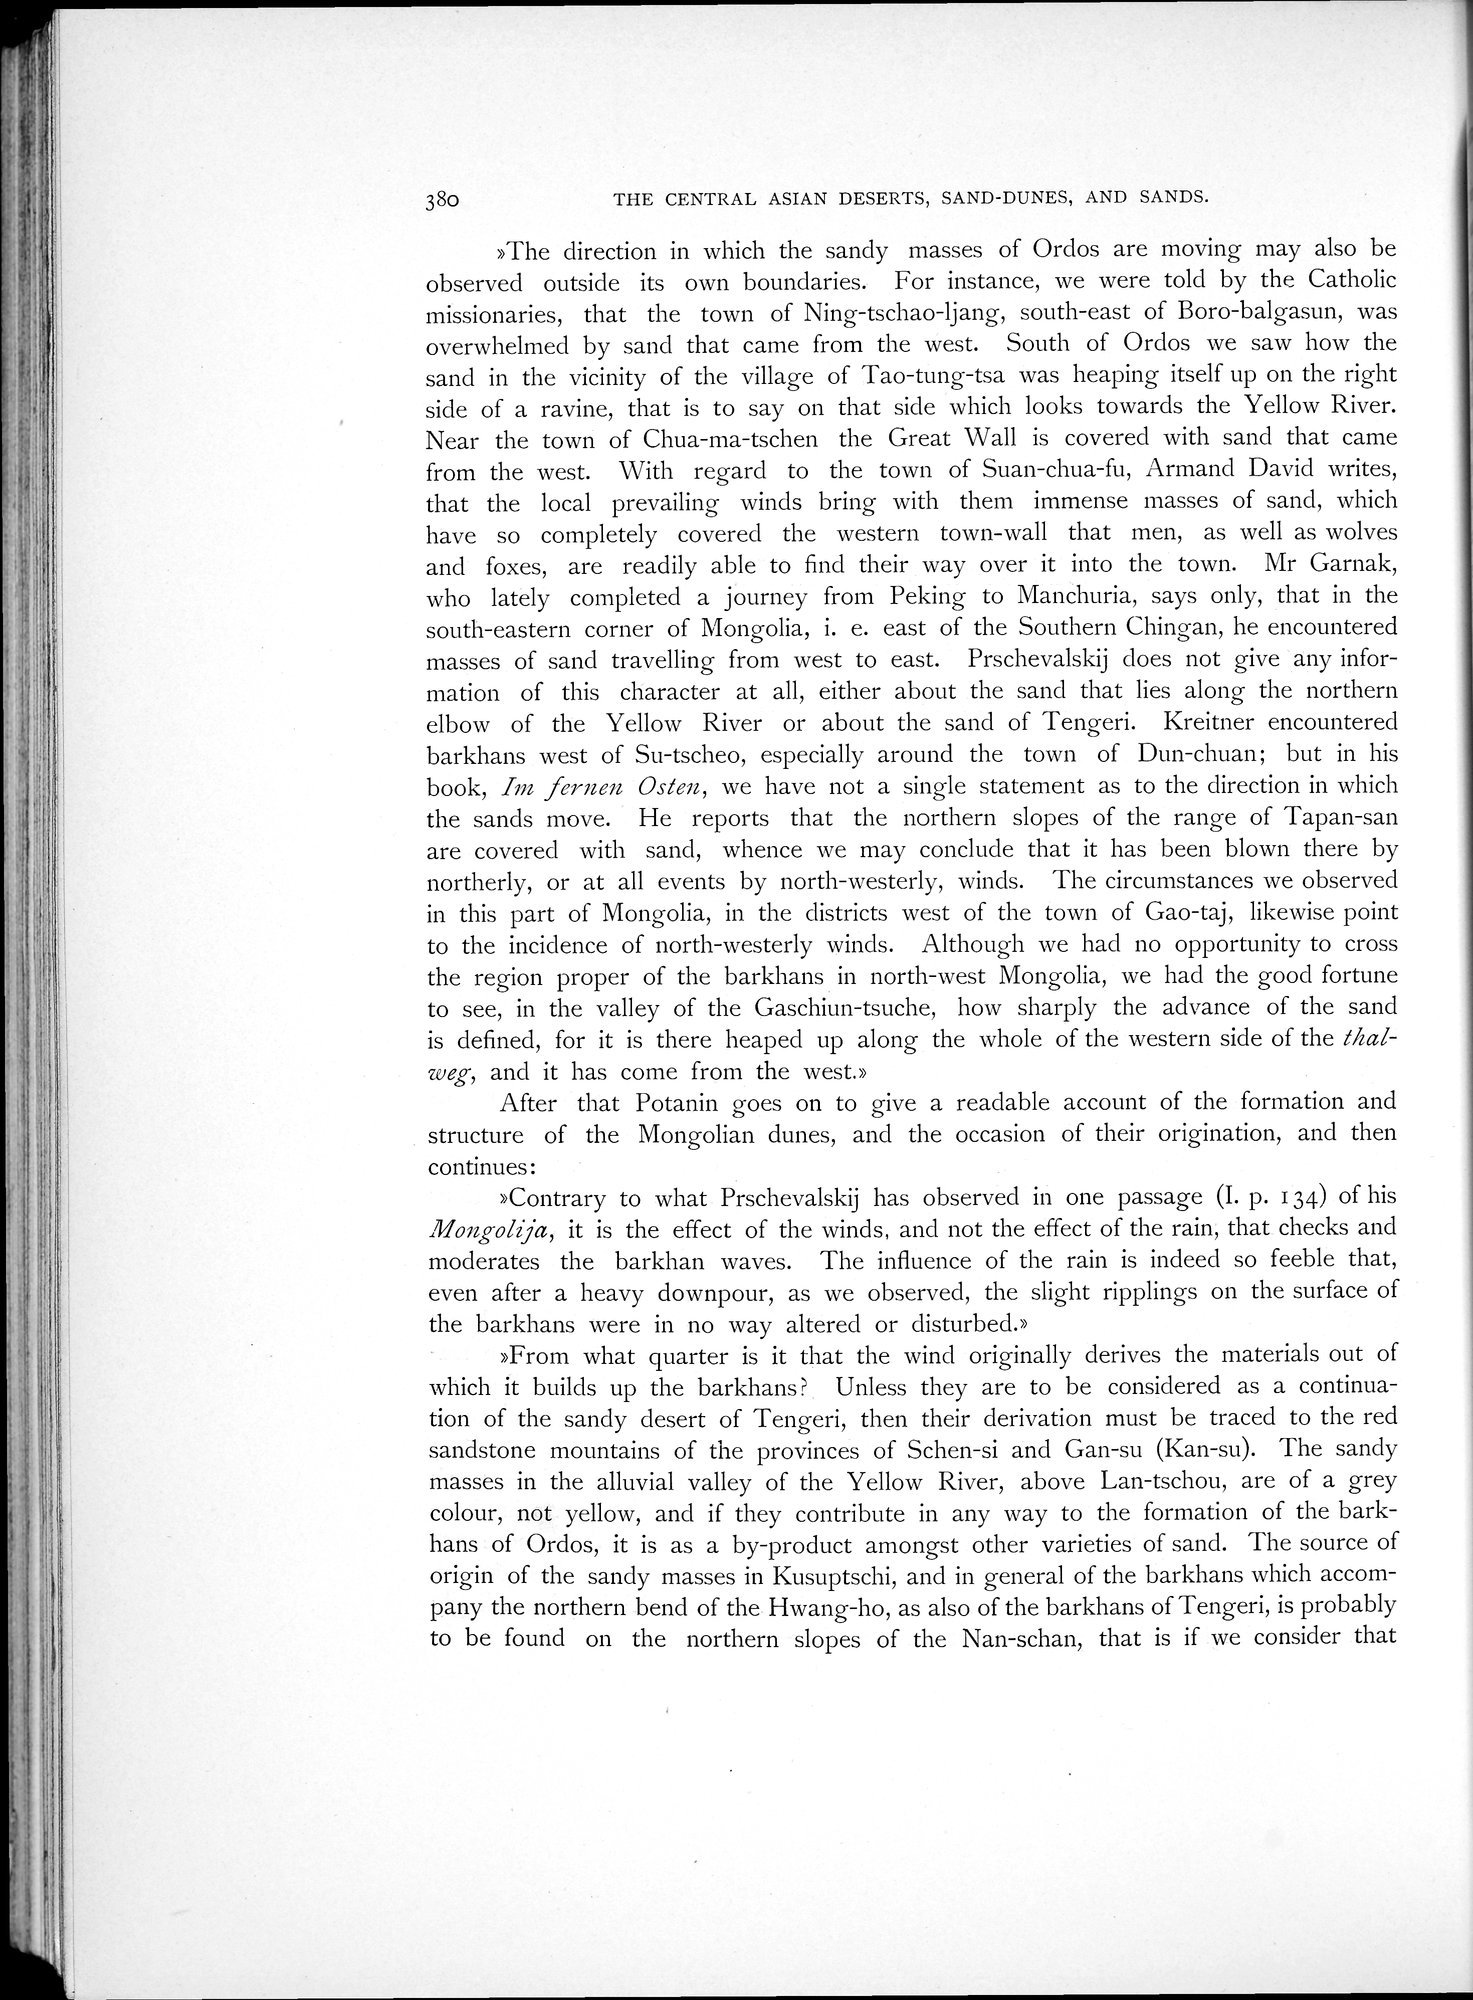 380 THE CENTRAL ASIAN DESERTS, SAND-DUNES, AND SANDS.
»The direction in which the sandy masses of Ordos are moving may also be
observed outside its own boundaries. For instance, we were told by the Catholic
missionaries, that the town of Ning-tschao-ljang, south-east of Boro-balgasun, was
overwhelmed by sand that came from the west. South of Ordos we saw how the
sand in the vicinity of the village of Tao-tung-tsa was heaping itself up on the right
side of a ravine, that is to say on that side which looks towards the Yellow River.
Near the town of Chua-ma-tschen the Great Wall is covered with sand that came
from the west. With regard to the town of Suan-chua-fu, Armand David writes,
that the local prevailing winds bring with them immense masses of sand, which
have so completely covered the western town-wall that men, as well as wolves
and foxes, are readily able to find their way over it into the town. Mr Garnak,
who lately completed a journey from Peking to Manchuria, says only, that in the
south-eastern corner of Mongolia, i. e. east of the Southern Chingan, he encountered
masses of sand travelling from west to east. Prschevalskij does not give any infor-
mation of this character at all, either about the sand that lies along the northern
elbow of the Yellow River or about the sand of Tengeri. Kreitner encountered
barkhans west of Su-tscheo, especially around the town of Dun-chuan; but in his
book, Im fernen Osten, we have not a single statement as to the direction in which
the sands move. He reports that the northern slopes of the range of Tapan-san
are covered with sand, whence we may conclude that it has been blown there by
northerly, or at all events by north-westerly, winds. The circumstances we observed
in this part of Mongolia, in the districts west of the town of Gao-taj, likewise point
to the incidence of north-westerly winds. Although we had no opportunity to cross
the region proper of the barkhans in north-west Mongolia, we had the good fortune
to see, in the valley of the Gaschiun-tsuche, how sharply the advance of the sand
is defined, for it is there heaped up along the whole of the western side of the thal-
weg, and it has come from the west.»
After that Potanin goes on to give a readable account of the formation and
structure of the Mongolian dunes, and the occasion of their origination, and then
continues:
»Contrary to what Prschevalskij has observed in one passage (I. p. 134) of his
Mongolija, it is the effect of the winds, and not the effect of the rain, that checks and
moderates the barkhan waves. The influence of the rain is indeed so feeble that,
even after a heavy downpour, as we observed, the slight ripplings on the surface of
the barkhans were in no way altered or disturbed.»
»From what quarter is it that the wind originally derives the materials out of
which it builds up the barkhans? Unless they are to be considered as a continua-
tion of the sandy desert of Tengeri, then their derivation must be traced to the red
sandstone mountains of the provinces of Schen-si and Gan-su (Kan-su). The sandy
masses in the alluvial valley of the Yellow River, above Lan-tschou, are of a grey
colour, not yellow, and if they contribute in any way to the formation of the bark-
hans of Ordos, it is as a by-product amongst other varieties of sand. The source of
origin of the sandy masses in Kusuptschi, and in general of the barkhans which accom-
pany the northern bend of the Hwang-ho, as also of the barkhans of Tengeri, is probably
to be found on the northern slopes of the Nan-schan, that is if we consider that